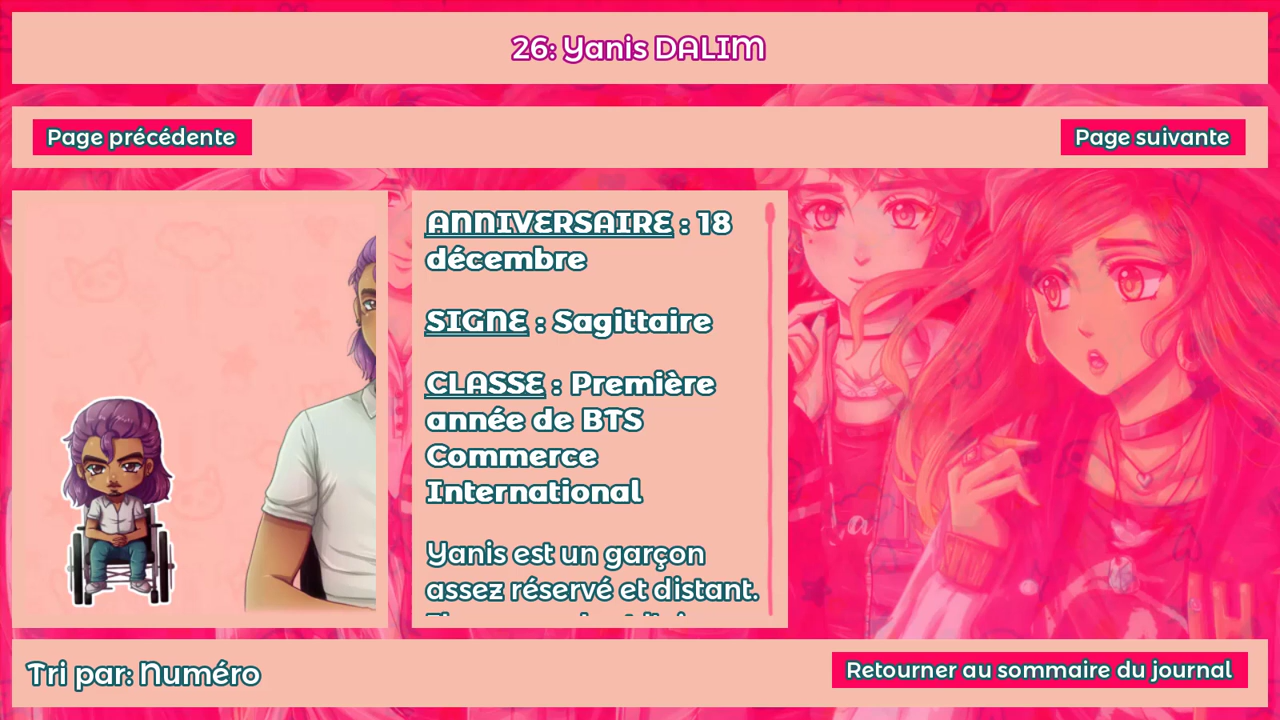 26: Yanis DALIM
Page précédente
Page suivante
ANNIVERSAIRE : 18
décembre
SIGNE : Sagittaire
CLASSE : Première
année de BTS
Commerce
International
Yanis est un garçon
assez réservé et distant.
Tri par: Numéro
Retourner au sommaire du journal